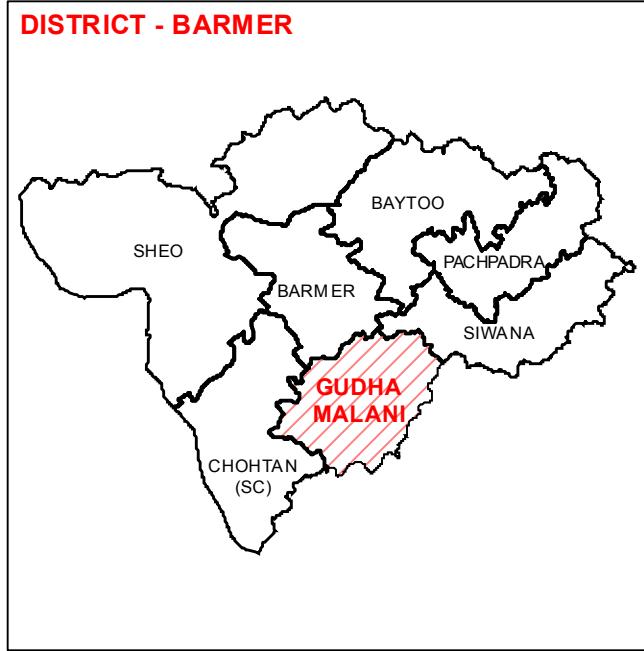 DISTRICT - BARMER
BAYTOO
SHEO
PACHPADRA
BARMER
SIWANA
GUDHA
MALANI
CHOHTAN
(SC)